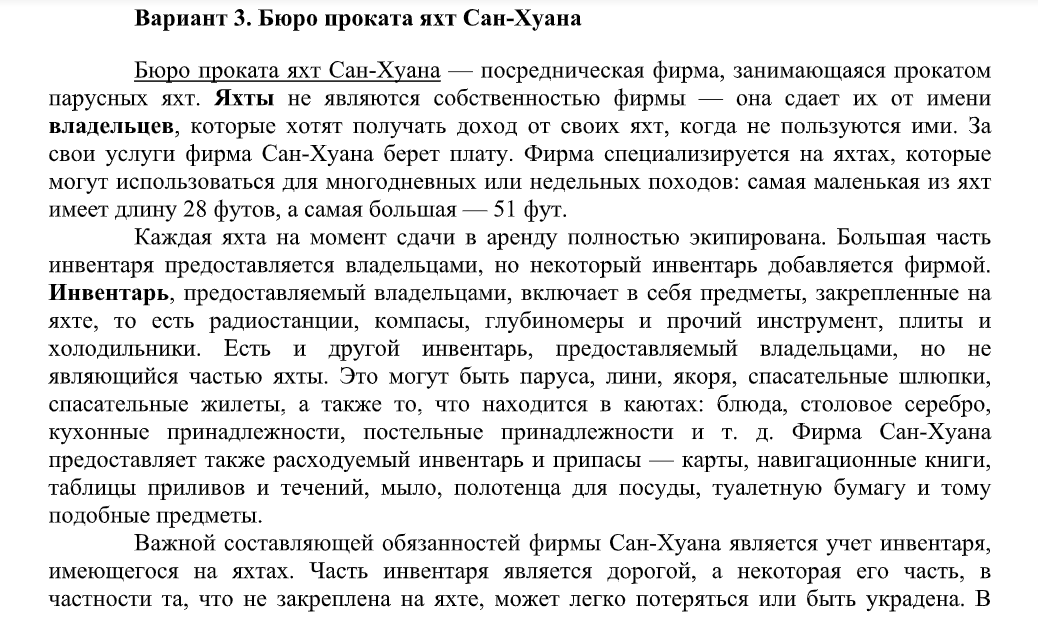 Вариант 3. Бюро проката яхт Сан-Хуана
Бюро проката яхт Сан-Хуана — посредническая фирма, занимающаяся прокатом
парусных яхт. Яхты не являются собственностью фирмы — она сдает их от имени
владельцев, которые хотят получать доход от своих яхт, когда не пользуются ими. За
свои услуги фирма Сан-Хуана берет плату. Фирма специализируется на яхтах, которые
могут использоваться для многодневных или недельных походов: самая маленькая из яхт
имеет длину 28 футов, а самая большая — 51 фут.
Каждая яхта на момент сдачи в аренду полностью экипирована. Большая часть
инвентаря предоставляется владельцами, но некоторый инвентарь добавляется фирмой.
Инвентарь, предоставляемый владельцами, включает в себя предметы, закрепленные на
яхте, то есть радиостанции, компасы, глубиномеры и прочий инструмент, плиты и
холодильники. Есть и другой инвентарь, предоставляемый владельцами, но не
являющийся частью яхты. Это могут быть паруса, лини, якоря, спасательные шлюпки,
спасательные жилеты, а также то, что находится в каютах: блюда, столовое серебро,
кухонные принадлежности, постельные принадлежности и т. д. Фирма Сан-Хуана
предоставляет также расходуемый инвентарь и припасы — карты, навигационные книги,
таблицы приливов и течений, мыло, полотенца для посуды, туалетную бумагу и тому
подобные предметы.
Важной составляющей обязанностей фирмы Сан-Хуана является учет инвентаря,
имеющегося на яхтах. Часть инвентаря является дорогой, а некоторая его часть, в
частности та, что не закреплена на яхте, может легко потеряться или быть украдена. В